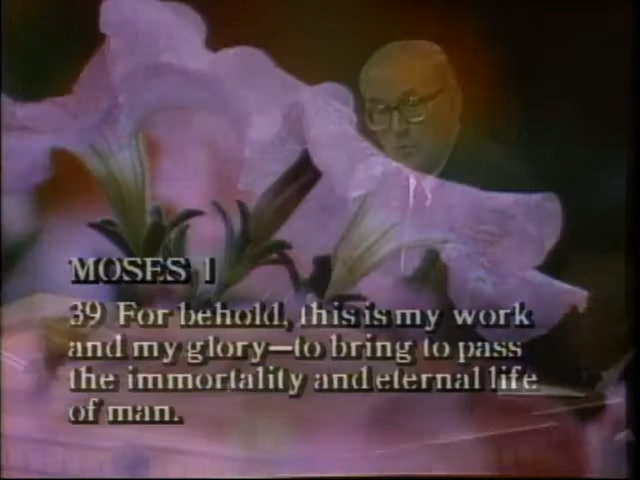 MOSES 1
39 For behold, this is my work
and my glory—to bring to pass
the immortality and eternal life
of man.